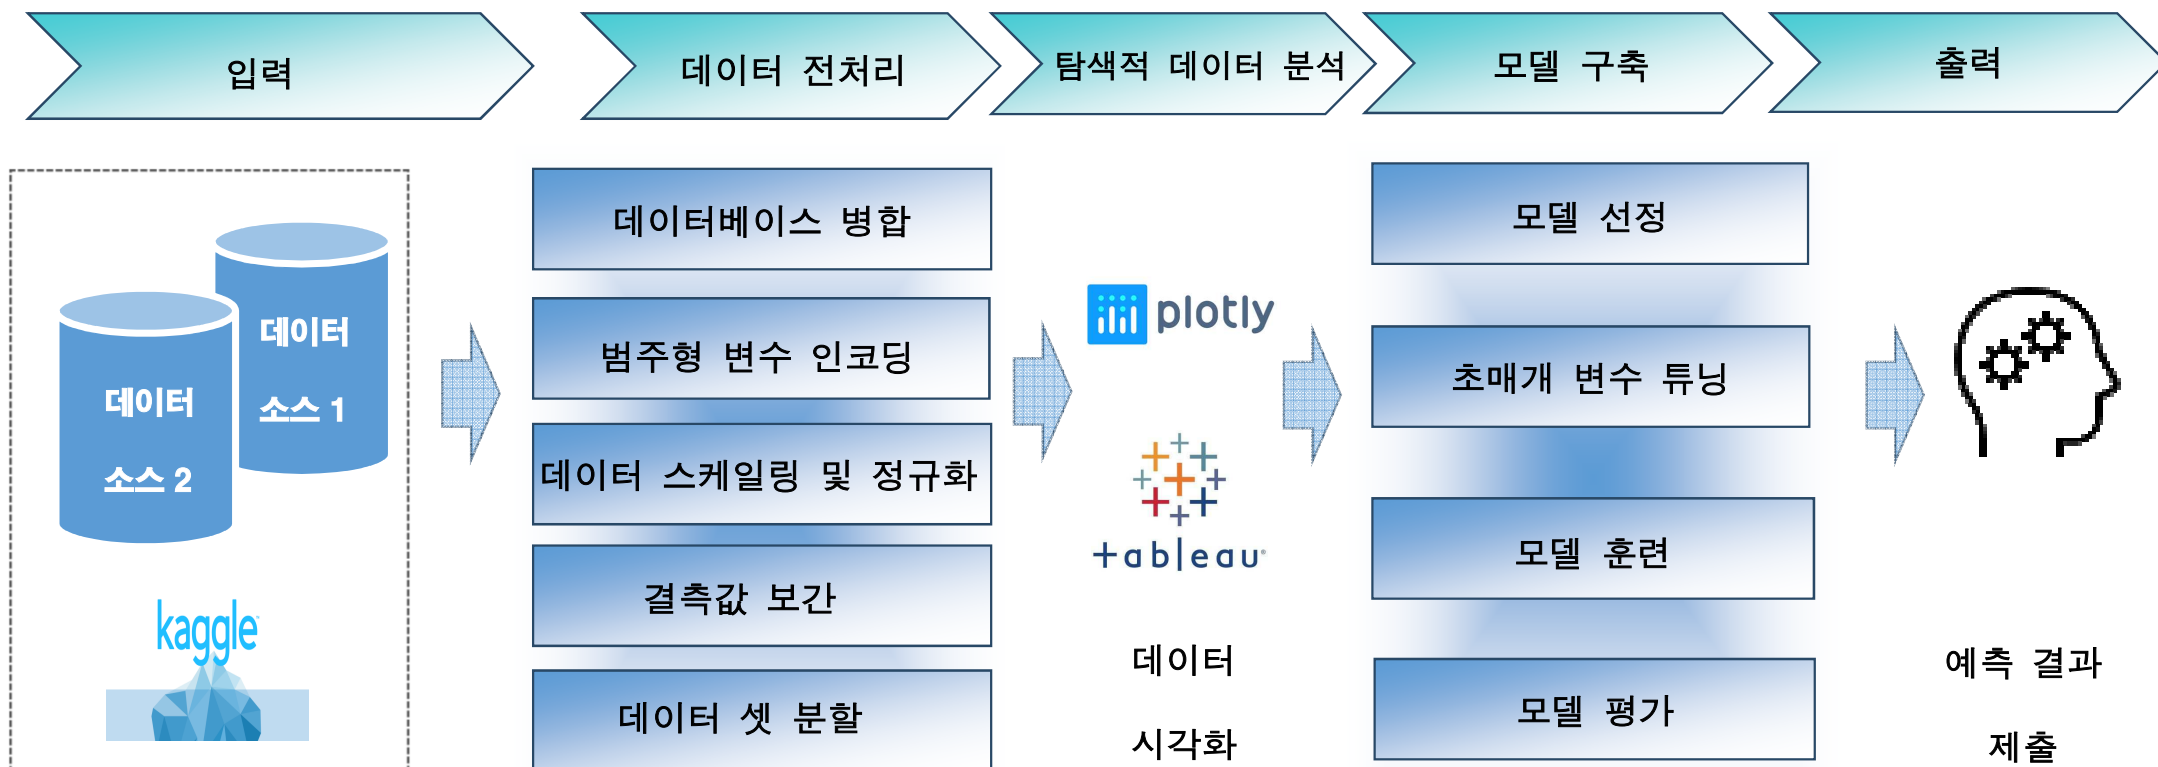 입력
데이터 전처리
탐색적 데이터 분석
모델 구축
출력
데이터
소스 1
데이터
소스 2
kaggle
데이터베이스 병합
범주형 변수 인코딩
데이터 스케일링 및 정규화
결측값 보간
데이터 셋 분할
plotly
+ableau
데이터
시각화
모델 선정
초매개 변수 튜닝
모델 훈련
모델 평가
예측 결과
제출